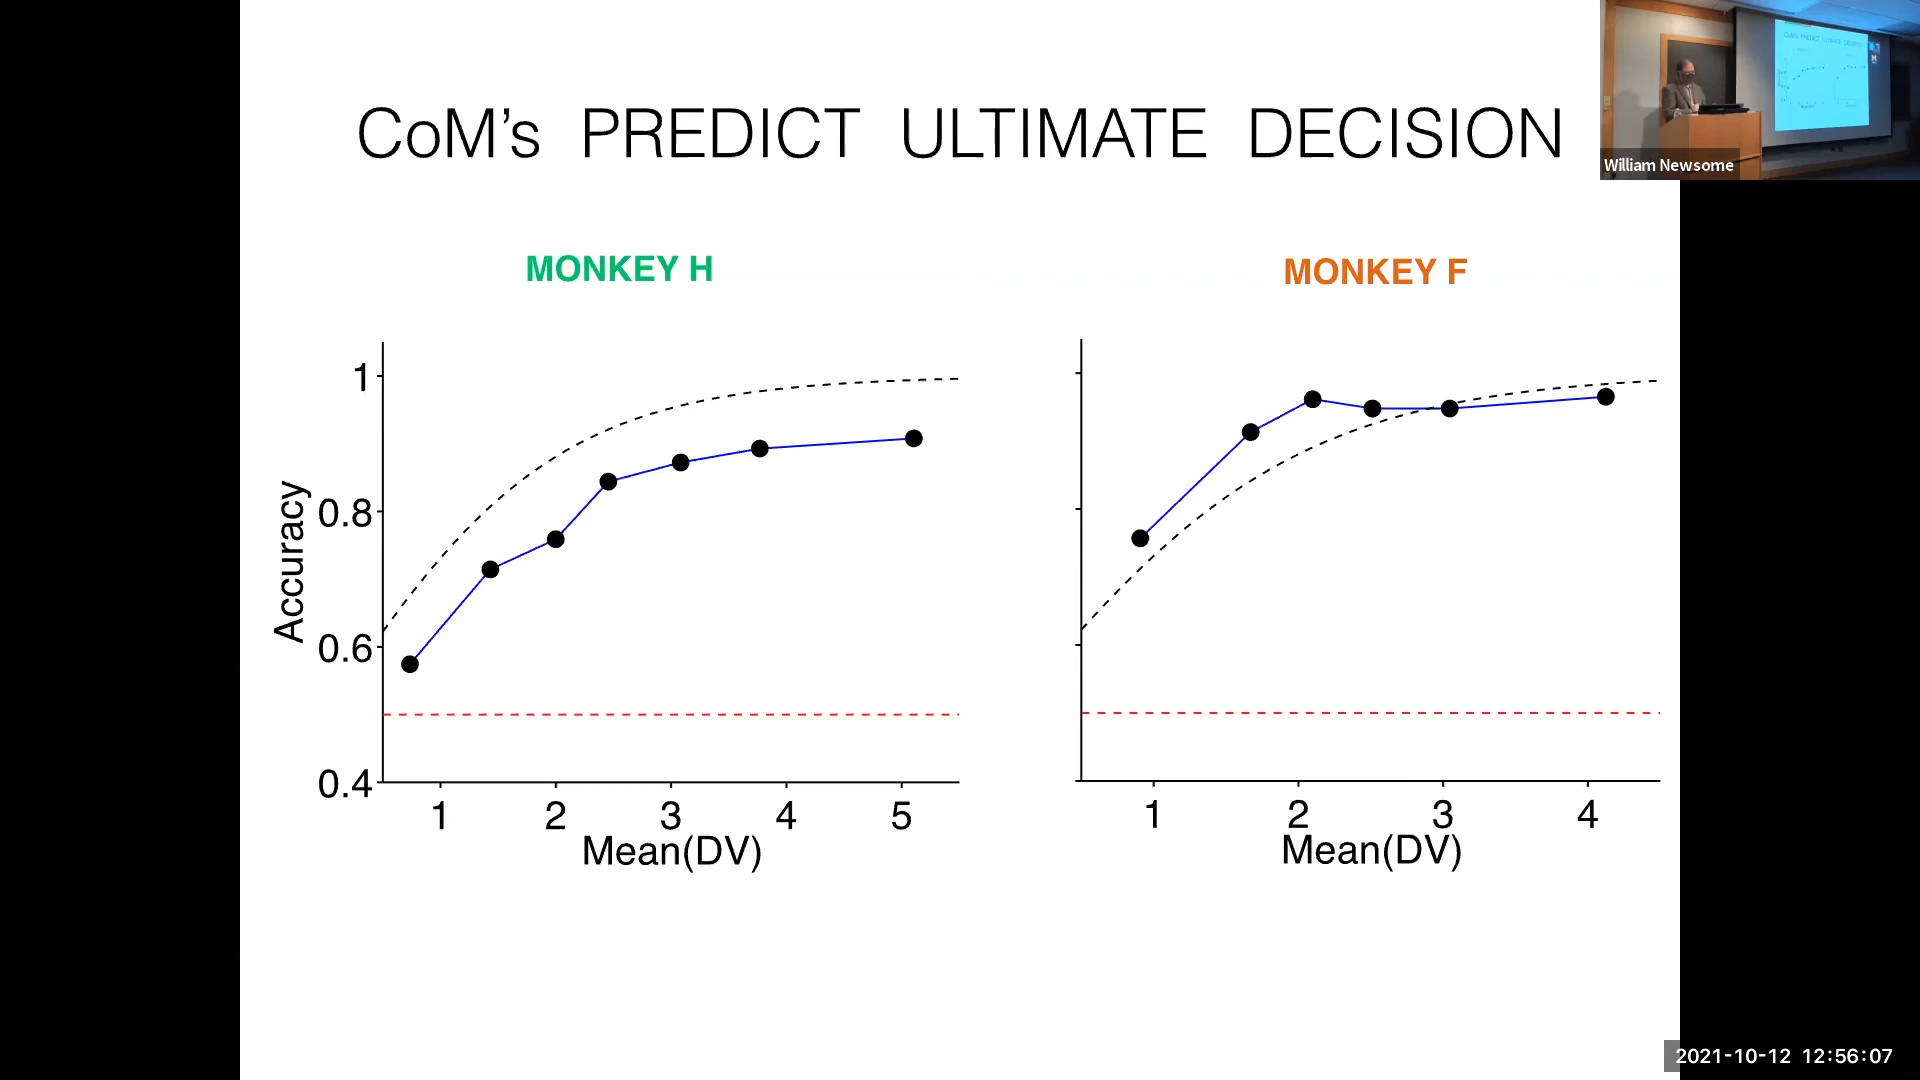 CoM's PREDICT ULTIMATE DECISION
William Newsome
MONKEY H
MONKEY F
1
0.8
0.6
0.4
Accuracy
1 2 3 4 5
Mean(DV)
1 2 3 4
Mean(DV)
2021-10-12 12:56:07